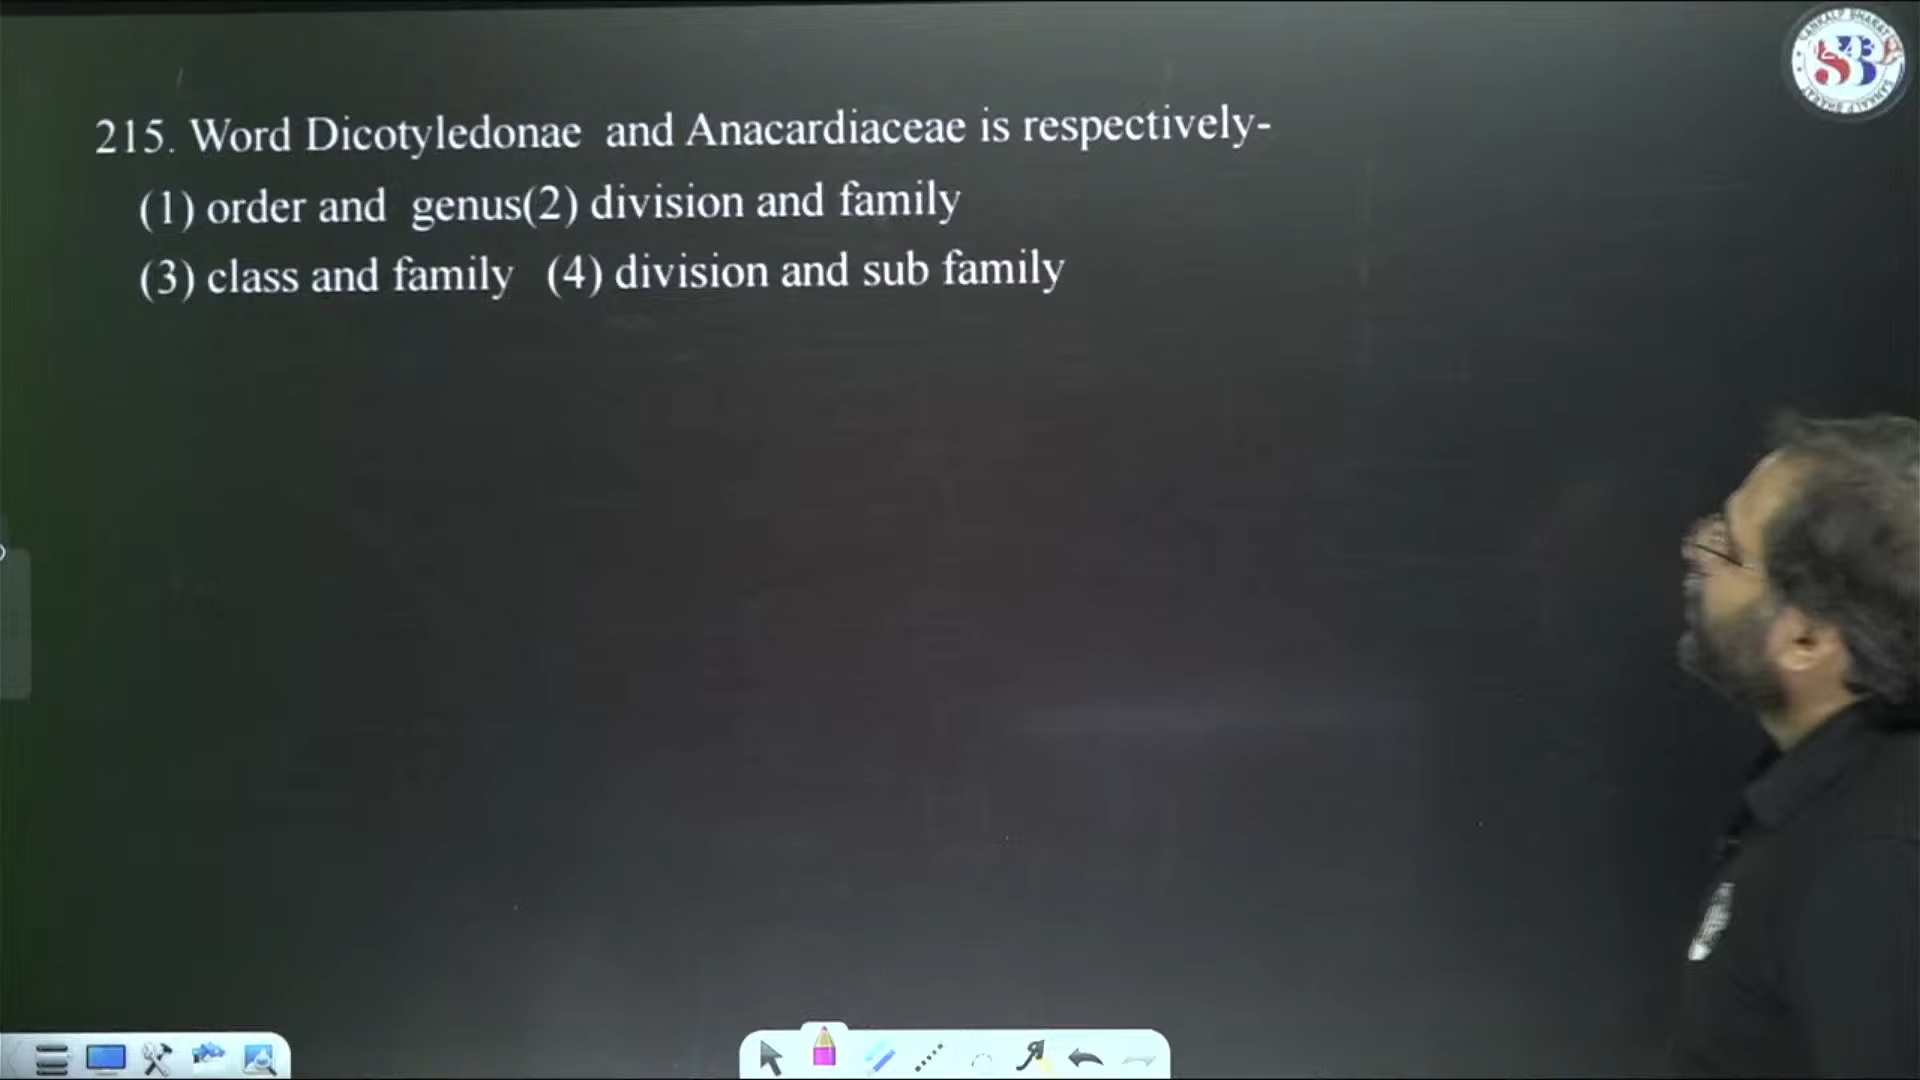 215. Word Dicotyledonae and Anacardiaceae is respectively-
(1) order and genus(2) division and family
(3) class and family (4) division and sub family